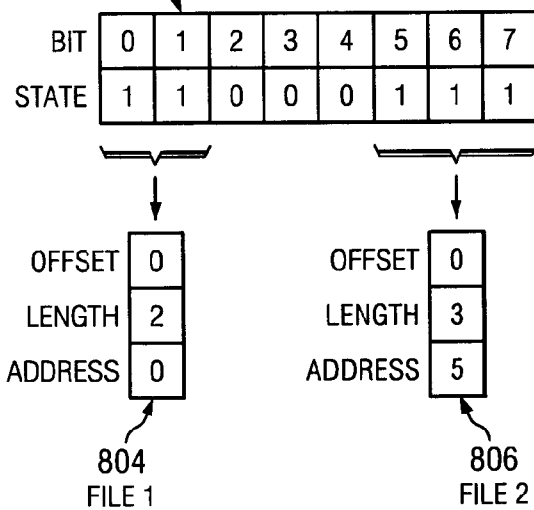 BIT 0 1 2 3 4 5 6 7
STATE 1 1 0 0 0 1 1 1
OFFSET 0 OFFSET 0
LENGTH 2 LENGTH 3
ADDRESS 0 ADDRESS 5
804 806
FILE 1 FILE 2